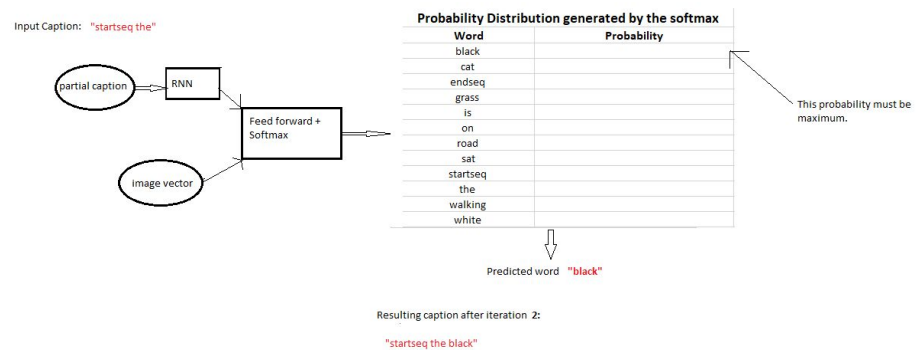 Input Caption: "startseq the"
partial caption
RNN
Feed forward +
Softmax
image vector
Probability Distribution generated by the softmax
Word Probability
black
cat
endseq
grass
is
on
road
sat
startseq
the
walking
white
This probability must be
maximum.
Predicted word "black"
Resulting caption after iteration 2:
"startseq the black"